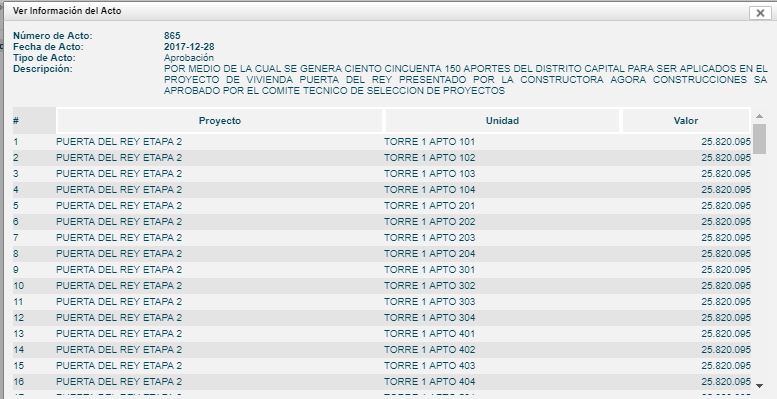 Ver Información del Acto
Número de Acto: 865
Fecha de Acto: 2017-12-28
Tipo de Acto: Aprobación
Descripción: POR MEDIO DE LA CUAL SE GENERA CIENTO CINCUENTA 150 APORTES DEL DISTRITO CAPITAL PARA SER APLICADOS EN EL
PROYECTO DE VIVIENDA PUERTA DEL REY PRESENTADO POR LA CONSTRUCTORA AGORA CONSTRUCCIONES SA
APROBADO POR EL COMITE TECNICO DE SELECCION DE PROYECTOS
# Proyecto Unidad Valor
1 PUERTA DEL REY ETAPA 2 TORRE 1 APTO 101 25.820.095
2 PUERTA DEL REY ETAPA 2 TORRE 1 APTO 102 25.820.095
3 PUERTA DEL REY ETAPA 2 TORRE 1 APTO 103 25.820.095
4 PUERTA DEL REY ETAPA 2 TORRE 1 APTO 104 25.820.095
5 PUERTA DEL REY ETAPA 2 TORRE 1 APTO 201 25.820.095
6 PUERTA DEL REY ETAPA 2 TORRE 1 APTO 202 25.820.095
7 PUERTA DEL REY ETAPA 2 TORRE 1 APTO 203 25.820.095
8 PUERTA DEL REY ETAPA 2 TORRE 1 APTO 204 25.820.095
9 PUERTA DEL REY ETAPA 2 TORRE 1 APTO 301 25.820.095
10 PUERTA DEL REY ETAPA 2 TORRE 1 APTO 302 25.820.095
11 PUERTA DEL REY ETAPA 2 TORRE 1 APTO 303 25.820.095
12 PUERTA DEL REY ETAPA 2 TORRE 1 APTO 304 25.820.095
13 PUERTA DEL REY ETAPA 2 TORRE 1 APTO 401 25.820.095
14 PUERTA DEL REY ETAPA 2 TORRE 1 APTO 402 25.820.095
15 PUERTA DEL REY ETAPA 2 TORRE 1 APTO 403 25.820.095
16 PUERTA DEL REY ETAPA 2 TORRE 1 APTO 404 25.820.095